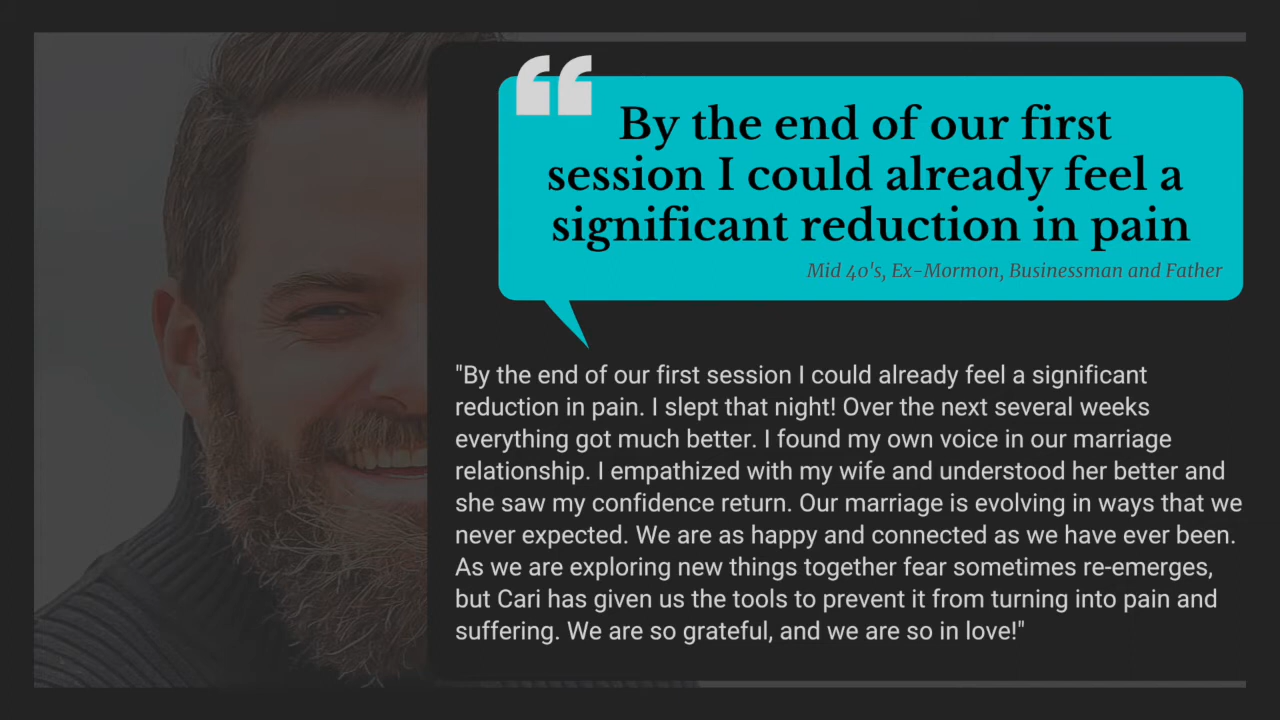 “
By the end of our first
session I could already feel a
significant reduction in pain
Mid 40's, Ex-Mormon, Businessman and Father
"By the end of our first session I could already feel a significant
reduction in pain. I slept that night! Over the next several weeks
everything got much better. I found my own voice in our marriage
relationship. I empathized with my wife and understood her better and
she saw my confidence return. Our marriage is evolving in ways that we
never expected. We are as happy and connected as we have ever been.
As we are exploring new things together fear sometimes re-emerges,
but Cari has given us the tools to prevent it from turning into pain and
suffering. We are so grateful, and we are so in love!"